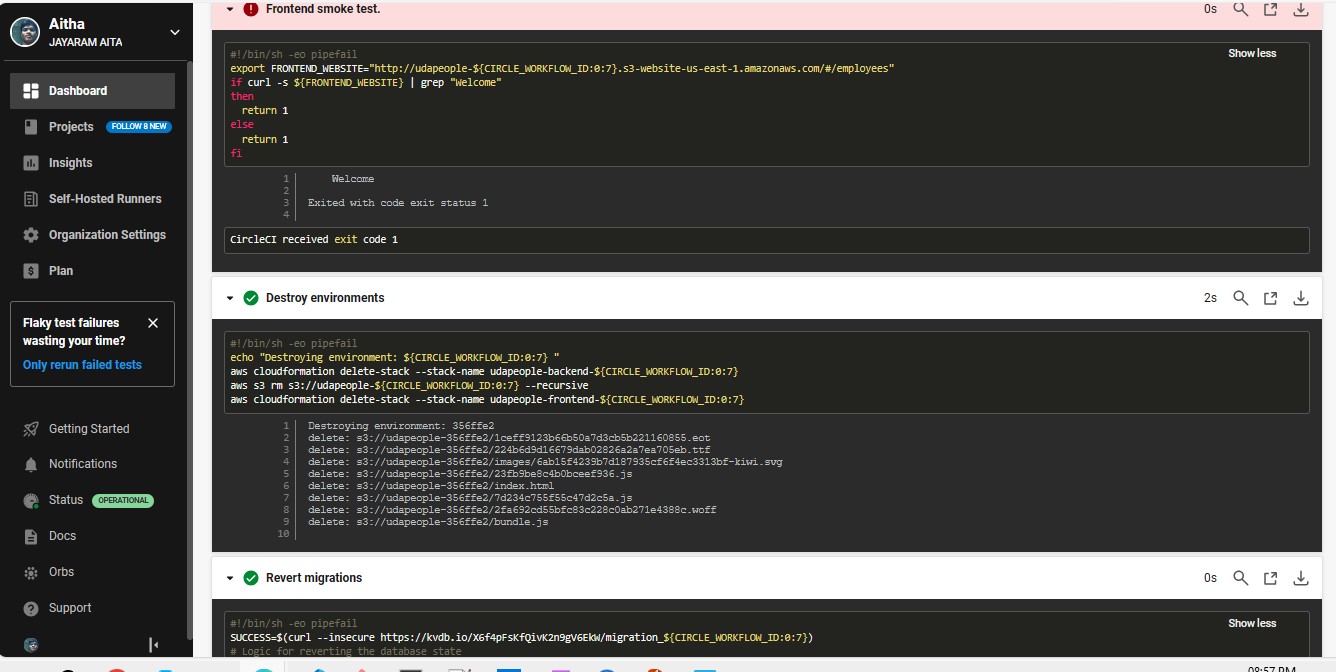 Aitha
JAYARAM AITA
Dashboard
Projects FOLLOW 8 NEW
Insights
Self-Hosted Runners
Organization Settings
Plan
Flaky test failures
wasting your time?
Only rerun failed tests
Getting Started
Notifications
Status OPERATIONAL
Docs
Orbs
Support
Frontend smoke test. 0s
#!/bin/sh -eo pipefail Show less
export FRONTEND_WEBSITE="http://udapeople-${CIRCLE_WORKFLOW_ID:0:7}.s3-website-us-east-1.amazonaws.com/#/employees"
if curl -s ${FRONTEND_WEBSITE} | grep "Welcome"
then
return 1
else
return 1
fi
1 Welcome
2
3 Exited with code exit status 1
4
CircleCI received exit code 1
Destroy environments 2s
#!/bin/sh -eo pipefail
echo "Destroying environment: ${CIRCLE_WORKFLOW_ID:0:7} "
aws cloudformation delete-stack --stack-name udapeople-backend-${CIRCLE_WORKFLOW_ID:0:7}
aws s3 rm s3://udapeople-${CIRCLE_WORKFLOW_ID:0:7} --recursive
aws cloudformation delete-stack --stack-name udapeople-frontend-${CIRCLE_WORKFLOW_ID:0:7}
1 Destroying environment: 356ffe2
2 delete: s3://udapeople-356ffe2/1ceff9123b66b50a7d3cb5b221160855.eot
3 delete: s3://udapeople-356ffe2/224b6d9d16679dab02826a2a7ea705eb.ttf
4 delete: s3://udapeople-356ffe2/images/6ab15f4239b7d187935cf6f4ec3313bf-kiwi.svg
5 delete: s3://udapeople-356ffe2/23fb9be8c4b0bceef936.js
6 delete: s3://udapeople-356ffe2/index.html
7 delete: s3://udapeople-356ffe2/7d234c755f55c47d2c5a.js
8 delete: s3://udapeople-356ffe2/2fa692cd55bfc83c228c0ab271e4388c.woff
9 delete: s3://udapeople-356ffe2/bundle.js
10
Revert migrations 0s
#!/bin/sh -eo pipefail Show less
SUCCESS=$(curl --insecure https://kvdb.io/X6f4pFsKfQivK2n9gV6EkW/migration_${CIRCLE_WORKFLOW_ID:0:7})
# Logic for reverting the database state
08:57 PM